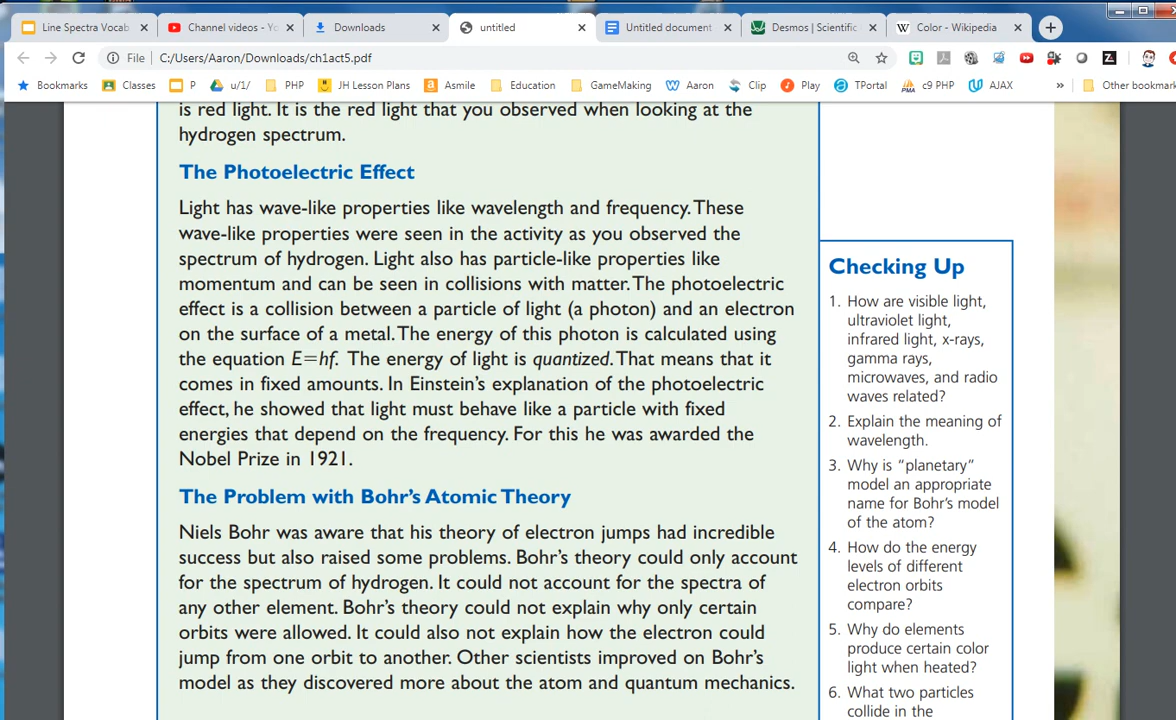 Line Spectra Vocab
Channel videos - Yo
Downloads
untitled
Untitled document
Desmos | Scientific
Color - Wikipedia
File
C:/Users/Aaron/Downloads/ch1act5.pdf
Bookmarks
Classes
P
u/1/
PHP
JH Lesson Plans
Asmile
Education
GameMaking
Aaron
Clip
Play
TPortal
c9 PHP
AJAX
»
Other bookmark
is red light. It is the red light that you observed when looking at the
hydrogen spectrum.
The Photoelectric Effect
Light has wave-like properties like wavelength and frequency. These
wave-like properties were seen in the activity as you observed the
spectrum of hydrogen. Light also has particle-like properties like
momentum and can be seen in collisions with matter. The photoelectric
effect is a collision between a particle of light (a photon) and an electron
on the surface of a metal. The energy of this photon is calculated using
the equation E=hf. The energy of light is quantized. That means that it
comes in fixed amounts. In Einstein's explanation of the photoelectric
effect, he showed that light must behave like a particle with fixed
energies that depend on the frequency. For this he was awarded the
Nobel Prize in 1921.
The Problem with Bohr's Atomic Theory
Niels Bohr was aware that his theory of electron jumps had incredible
success but also raised some problems. Bohr's theory could only account
for the spectrum of hydrogen. It could not account for the spectra of
any other element. Bohr's theory could not explain why only certain
orbits were allowed. It could also not explain how the electron could
jump from one orbit to another. Other scientists improved on Bohr's
model as they discovered more about the atom and quantum mechanics.
Checking Up
1. How are visible light,
ultraviolet light,
infrared light, x-rays,
gamma rays,
microwaves, and radio
waves related?
2. Explain the meaning of
wavelength.
3. Why is "planetary"
model an appropriate
name for Bohr's model
of the atom?
4. How do the energy
levels of different
electron orbits
compare?
5. Why do elements
produce certain color
light when heated?
6. What two particles
collide in the